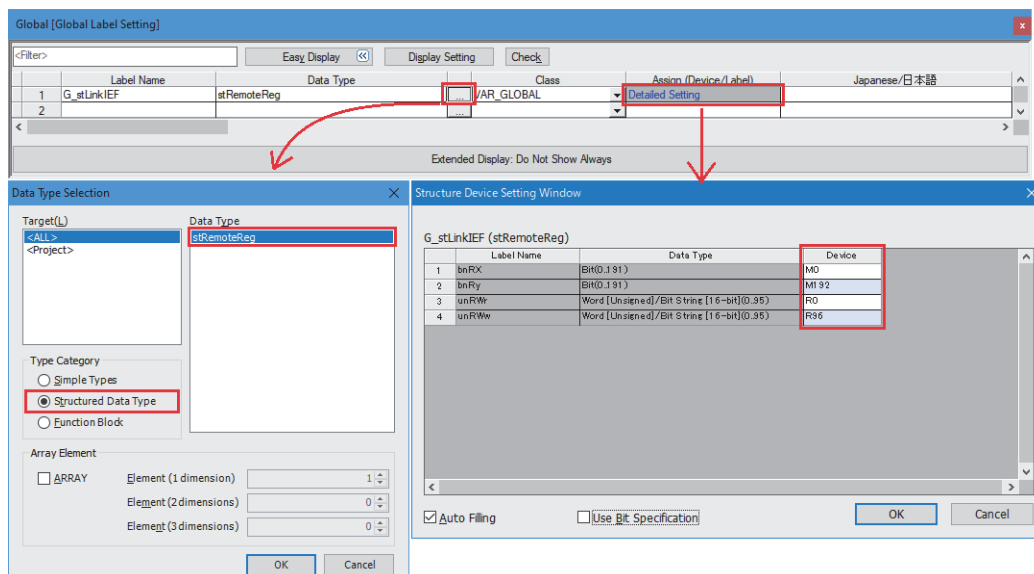 Global [Global Label Setting]
<Filter>
Easy Display
Display Setting
Check
Label Name Data Type Class Assign (Device/Label) Japanese/日本語
1 G_stLinkIEF stRemoteReg ... VAR_GLOBAL Detailed Setting
2 ...
Extended Display: Do Not Show Always
Data Type Selection
Target(L)
<ALL>
<Project>
Data Type
stRemoteReg
Type Category
Simple Types
Structured Data Type
Function Block
Array Element
ARRAY
Element (1 dimension) 1
Element (2 dimensions) 0
Element (3 dimensions) 0
OK Cancel
Structure Device Setting Window
G_stLinkIEF (stRemoteReg)
Label Name Data Type Device
1 bnRX Bit(0..191) M0
2 bnRy Bit(0..191) M192
3 unRWr Word [Unsigned]/Bit String [16-bit](0..95) R0
4 unRWw Word [Unsigned]/Bit String [16-bit](0..95) R96
Auto Filling
Use Bit Specification
OK Cancel